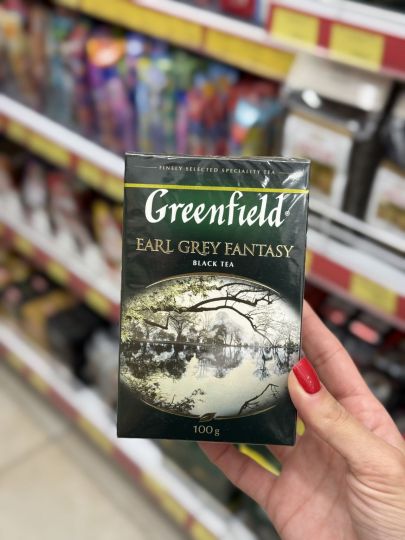 FINELY SELECTED SPECIALITY TEA
Greenfield®
EARL GREY FANTASY
BLACK TEA
100g